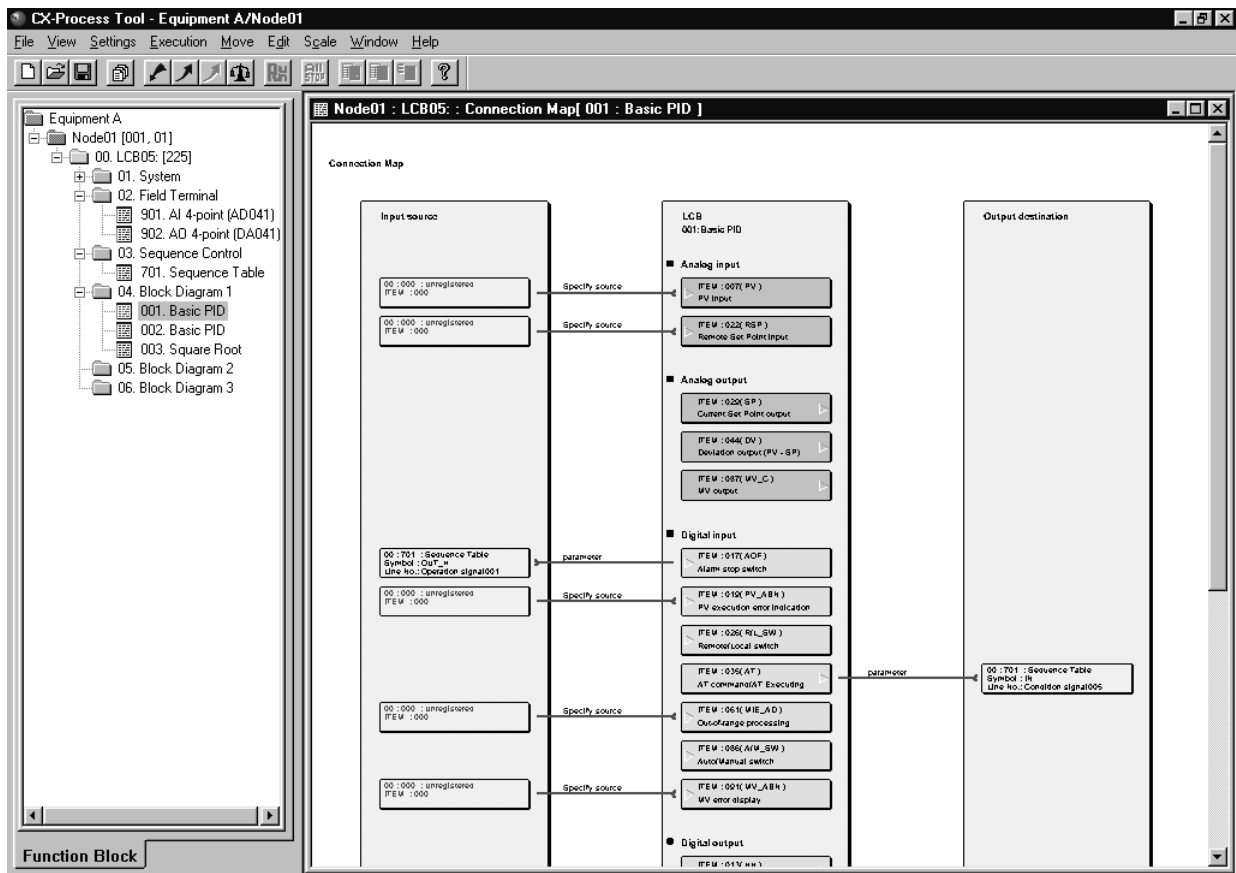 CX-Process Tool - Equipment A/Node01
File View Settings Execution Move Edit Scale Window Help
Equipment A
Node01 [001, 01]
00. LCB05: [225]
01. System
02. Field Terminal
901. AI 4-point (AD041)
902. AO 4-point (DA041)
03. Sequence Control
701. Sequence Table
04. Block Diagram 1
001. Basic PID
002. Basic PID
003. Square Root
05. Block Diagram 2
06. Block Diagram 3
Function Block
Node01 : LCB05: : Connection Map[ 001 : Basic PID ]
Connection Map
Input source
LCB
001:Basic PID
Output destination
Analog input
00 :000 : unregistered
ITEM :000
Specify source
ITEM :007( PV )
PV Input
00 :000 : unregistered
ITEM :000
Specify source
ITEM :022( RSP )
Remote Set Point Input
Analog output
ITEM :029( SP )
Current Set Point output
ITEM :044( DV )
Deviation output (PV - SP)
ITEM :087( MV_C )
MV output
Digital input
00 :701 : Sequence Table
Symbol : OUT_n
Line No.: Operation signal001
parameter
ITEM :017( AOF )
Alarm stop switch
00 :000 : unregistered
ITEM :000
Specify source
ITEM :019( PV_ABN )
PV execution error indication
ITEM :026( R/L_SW )
Remote/Local switch
ITEM :035( AT )
AT command/AT Executing
parameter
00 :701 : Sequence Table
Symbol : IN
Line No.: Condition signal005
00 :000 : unregistered
ITEM :000
Specify source
ITEM :061( MIE_AD )
Out-of-range processing
ITEM :086( A/M_SW )
Auto/Manual switch
00 :000 : unregistered
ITEM :000
Specify source
ITEM :091( MV_ABN )
MV error display
Digital output